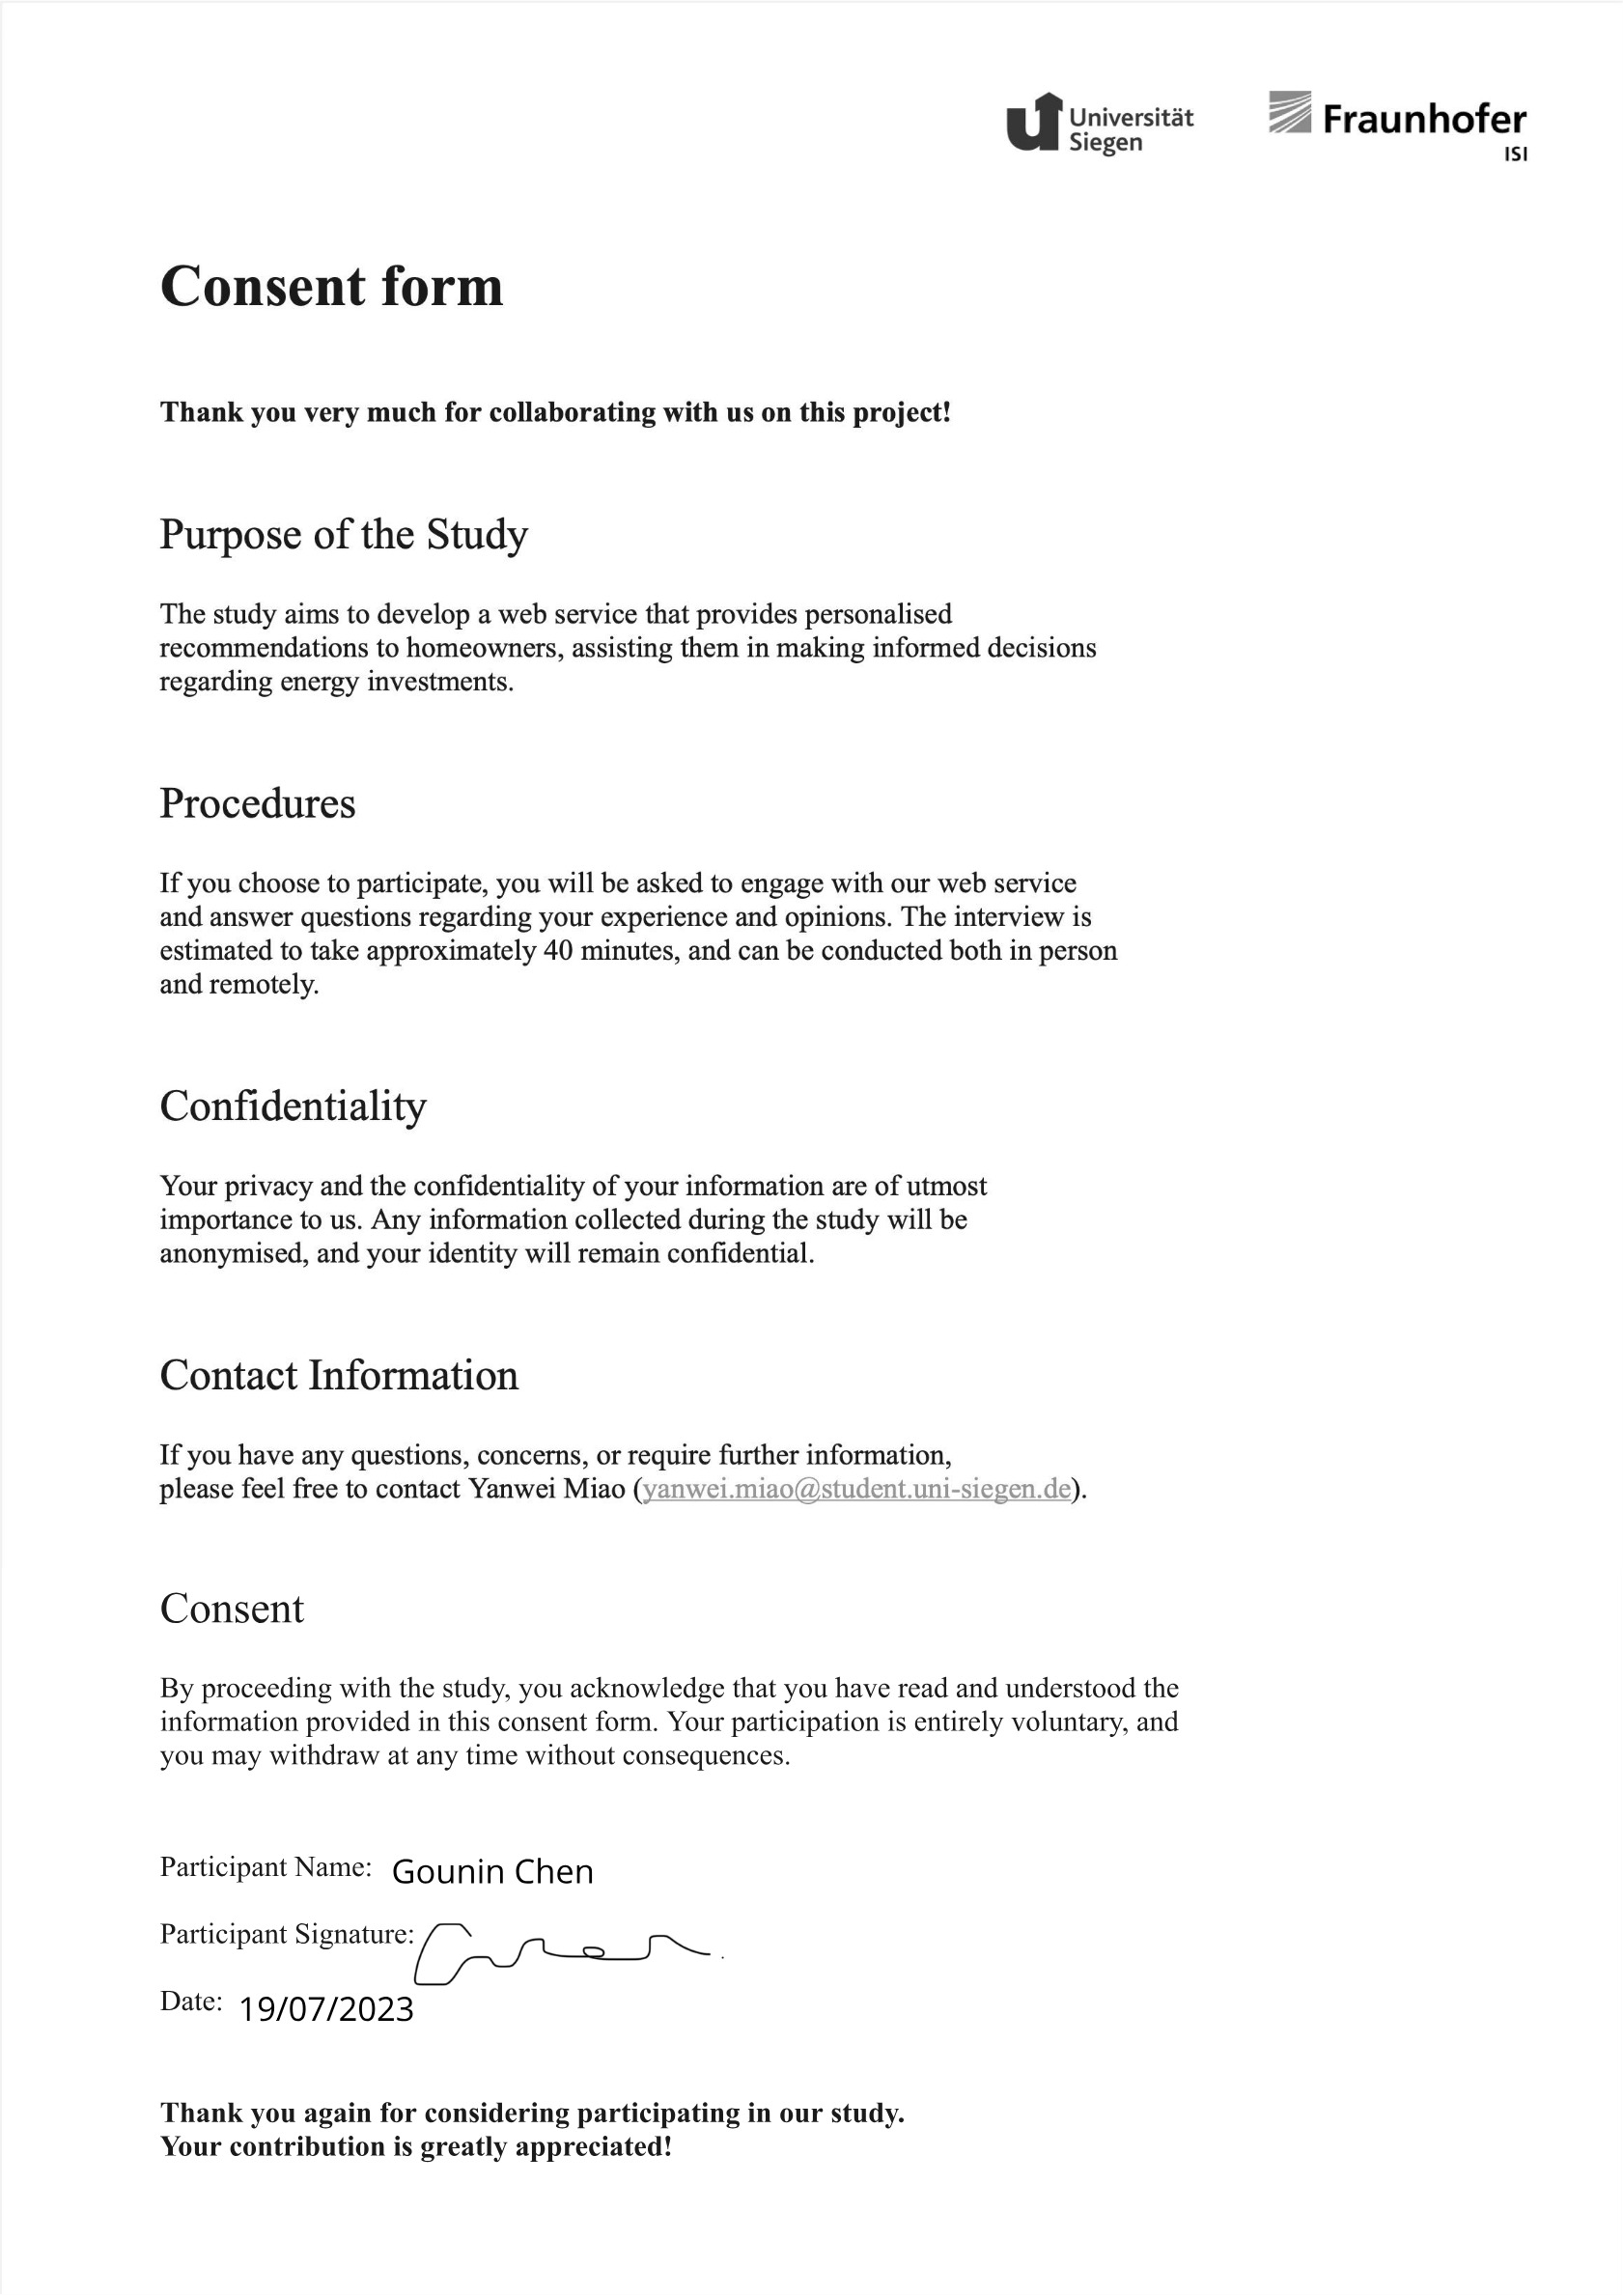 Universität
Siegen
Fraunhofer
ISI
Consent form
Thank you very much for collaborating with us on this project!
Purpose of the Study
The study aims to develop a web service that provides personalised
recommendations to homeowners, assisting them in making informed decisions
regarding energy investments.
Procedures
If you choose to participate, you will be asked to engage with our web service
and answer questions regarding your experience and opinions. The interview is
estimated to take approximately 40 minutes, and can be conducted both in person
and remotely.
Confidentiality
Your privacy and the confidentiality of your information are of utmost
importance to us. Any information collected during the study will be
anonymised, and your identity will remain confidential.
Contact Information
If you have any questions, concerns, or require further information,
please feel free to contact Yanwei Miao (yanwei.miao@student.uni-siegen.de).
Consent
By proceeding with the study, you acknowledge that you have read and understood the
information provided in this consent form. Your participation is entirely voluntary, and
you may withdraw at any time without consequences.
Participant Name: Gounin Chen
Participant Signature:
Date: 19/07/2023
Thank you again for considering participating in our study.
Your contribution is greatly appreciated!